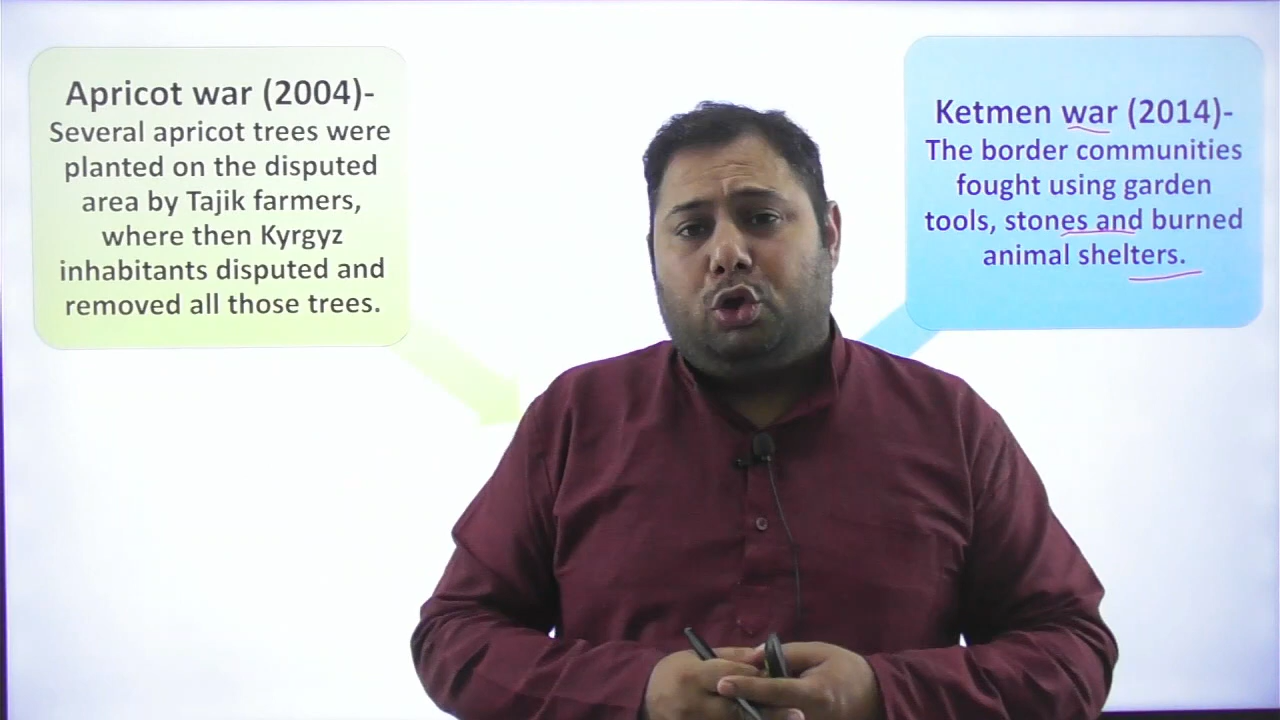 Apricot war (2004)-
Several apricot trees were
planted on the disputed
area by Tajik farmers,
where then Kyrgyz
inhabitants disputed and
removed all those trees.
Ketmen war (2014)-
The border communities
fought using garden
tools, stones and burned
animal shelters.